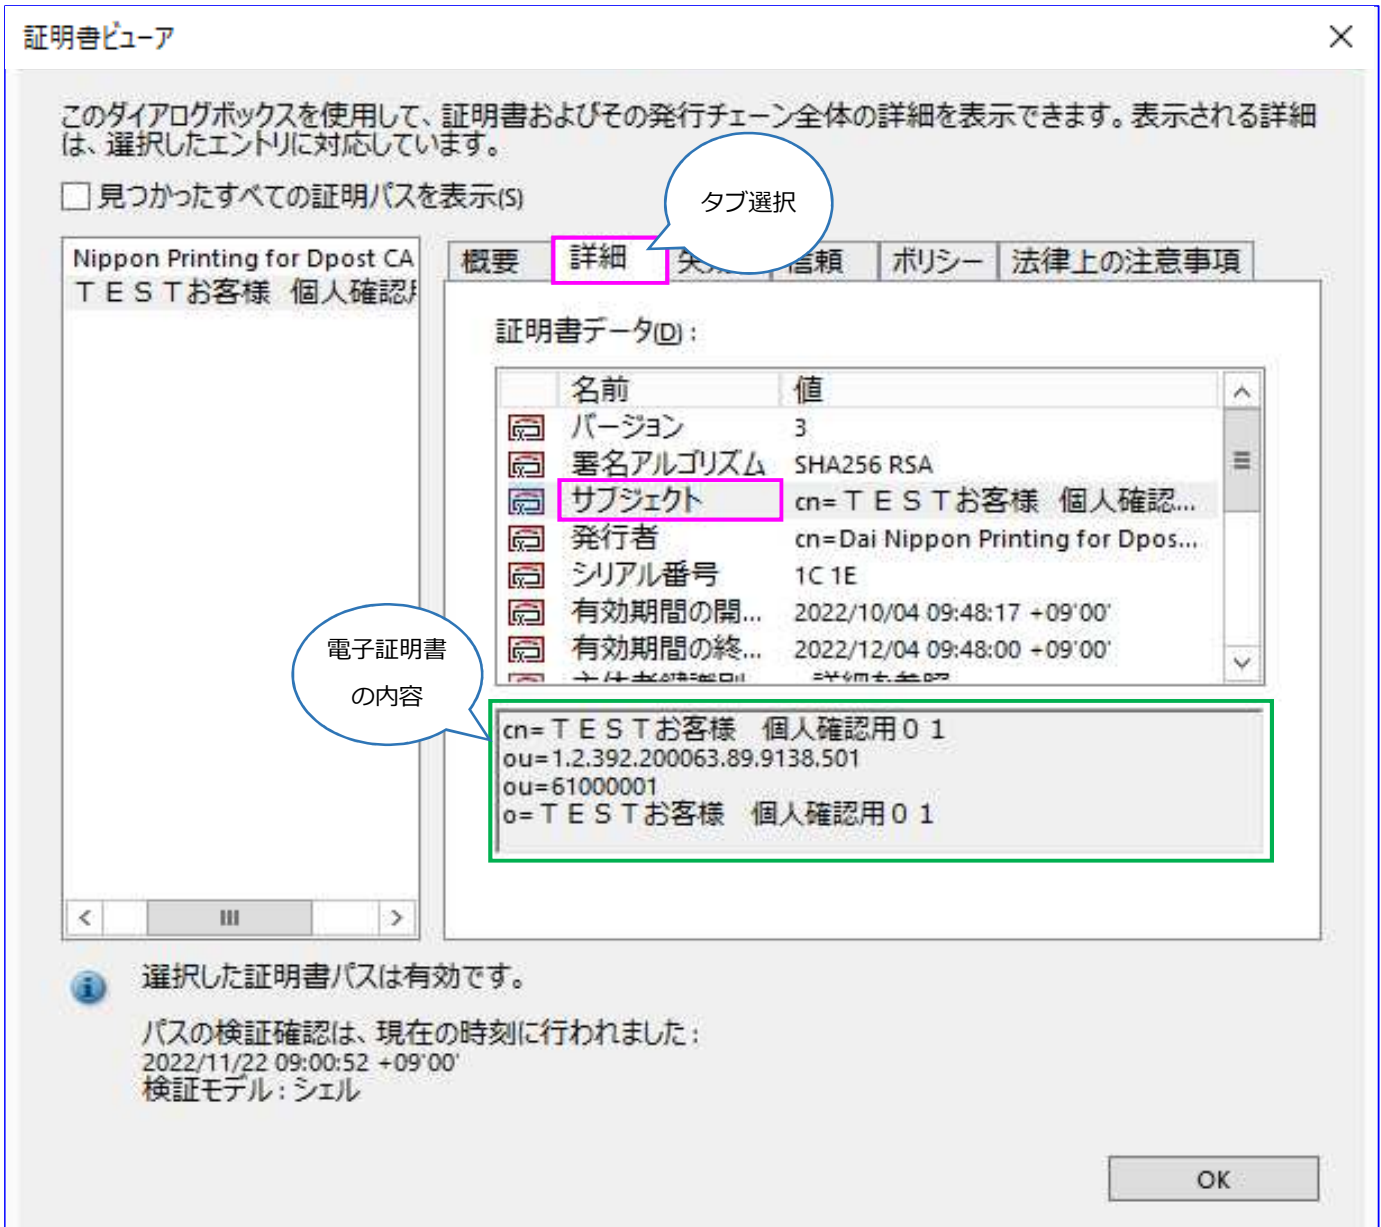 証明書ビューア
このダイアログボックスを使用して、証明書およびその発行チェーン全体の詳細を表示できます。表示される詳細
は、選択したエントリに対応しています。
見つかったすべての証明パスを表示(S)
タブ選択
Nippon Printing for Dpost CA
ＴＥＳＴお客様　個人確認
概要 詳細 信頼 ポリシー 法律上の注意事項
証明書データ(D)：
名前 値
バージョン 3
署名アルゴリズム SHA256 RSA
サブジェクト cn=ＴＥＳＴお客様　個人確認...
発行者 cn=Dai Nippon Printing for Dpos...
シリアル番号 1C 1E
有効期間の開... 2022/10/04 09:48:17 +09'00'
有効期間の終... 2022/12/04 09:48:00 +09'00'
電子証明書
の内容
cn=ＴＥＳＴお客様　個人確認用０１
ou=1.2.392.200063.89.9138.501
ou=61000001
o=ＴＥＳＴお客様　個人確認用０１
選択した証明書パスは有効です。
パスの検証確認は、現在の時刻に行われました：
2022/11/22 09:00:52 +09'00'
検証モデル：シェル
OK